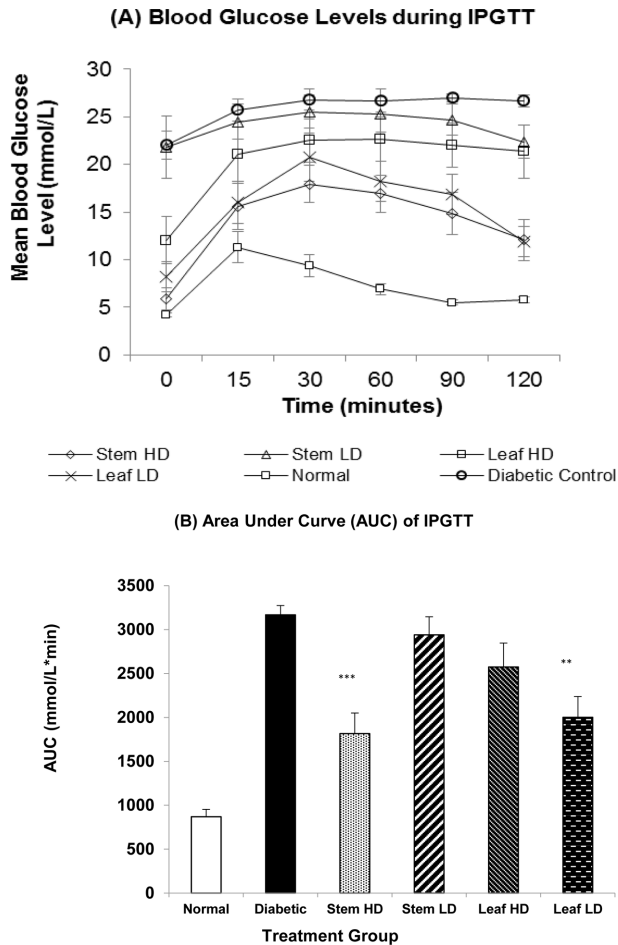 (A) Blood Glucose Levels during IPGTT
Mean Blood Glucose
Level (mmol/L)
30
25
20
15
10
5
0
0 15 30 60 90 120
Time (minutes)
Stem HD Stem LD Leaf HD
Leaf LD Normal Diabetic Control
(B) Area Under Curve (AUC) of IPGTT
AUC (mmol/L*min)
3500
3000
2500
2000
1500
1000
500
0
***
**
Normal Diabetic Stem HD Stem LD Leaf HD Leaf LD
Treatment Group